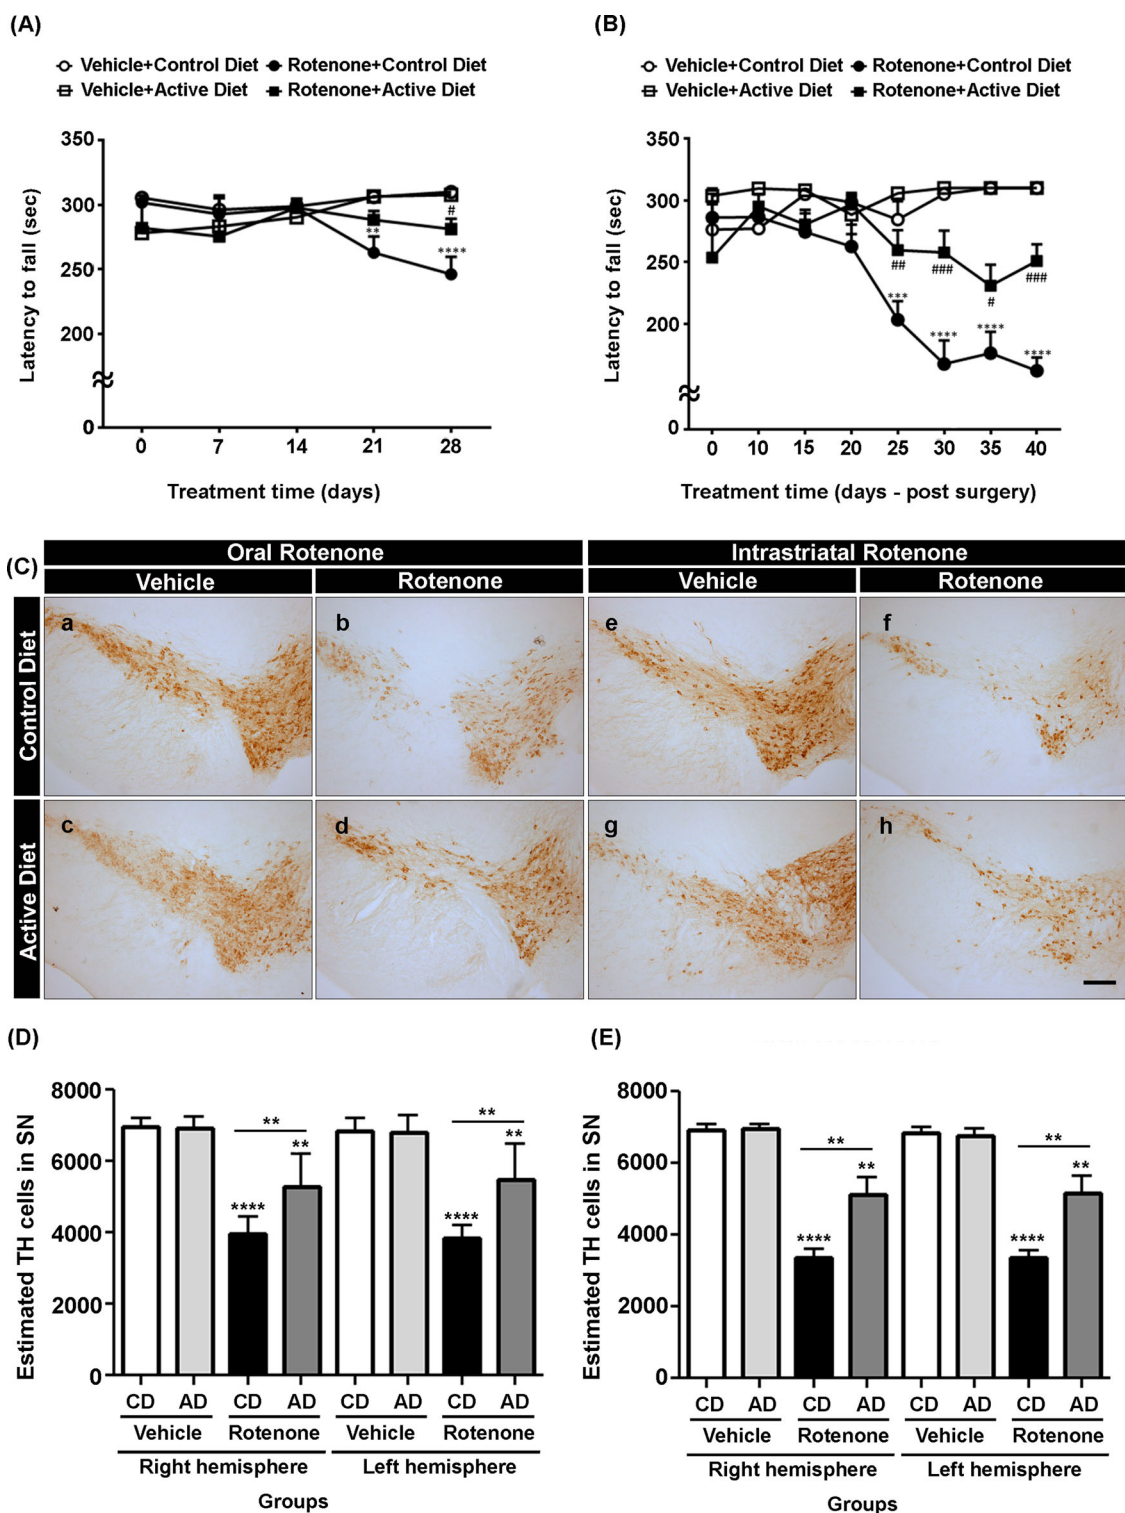 (A)
Vehicle+Control Diet Rotenone+Control Diet
Vehicle+Active Diet Rotenone+Active Diet
Latency to fall (sec)
350
300
250
200
0
#
**
****
0 7 14 21 28
Treatment time (days)
(B)
Vehicle+Control Diet Rotenone+Control Diet
Vehicle+Active Diet Rotenone+Active Diet
Latency to fall (sec)
350
300
250
200
0
## ### # ###
*** **** **** ****
0 10 15 20 25 30 35 40
Treatment time (days - post surgery)
(C)
Oral Rotenone Intrastriatal Rotenone
Vehicle Rotenone Vehicle Rotenone
Control Diet
a b e f
Active Diet
c d g h
(D)
Estimated TH cells in SN
8000
6000
4000
2000
0
** **
** **
**** ****
CD AD CD AD CD AD CD AD
Vehicle Rotenone Vehicle Rotenone
Right hemisphere Left hemisphere
Groups
(E)
Estimated TH cells in SN
8000
6000
4000
2000
0
** **
** **
**** ****
CD AD CD AD CD AD CD AD
Vehicle Rotenone Vehicle Rotenone
Right hemisphere Left hemisphere
Groups